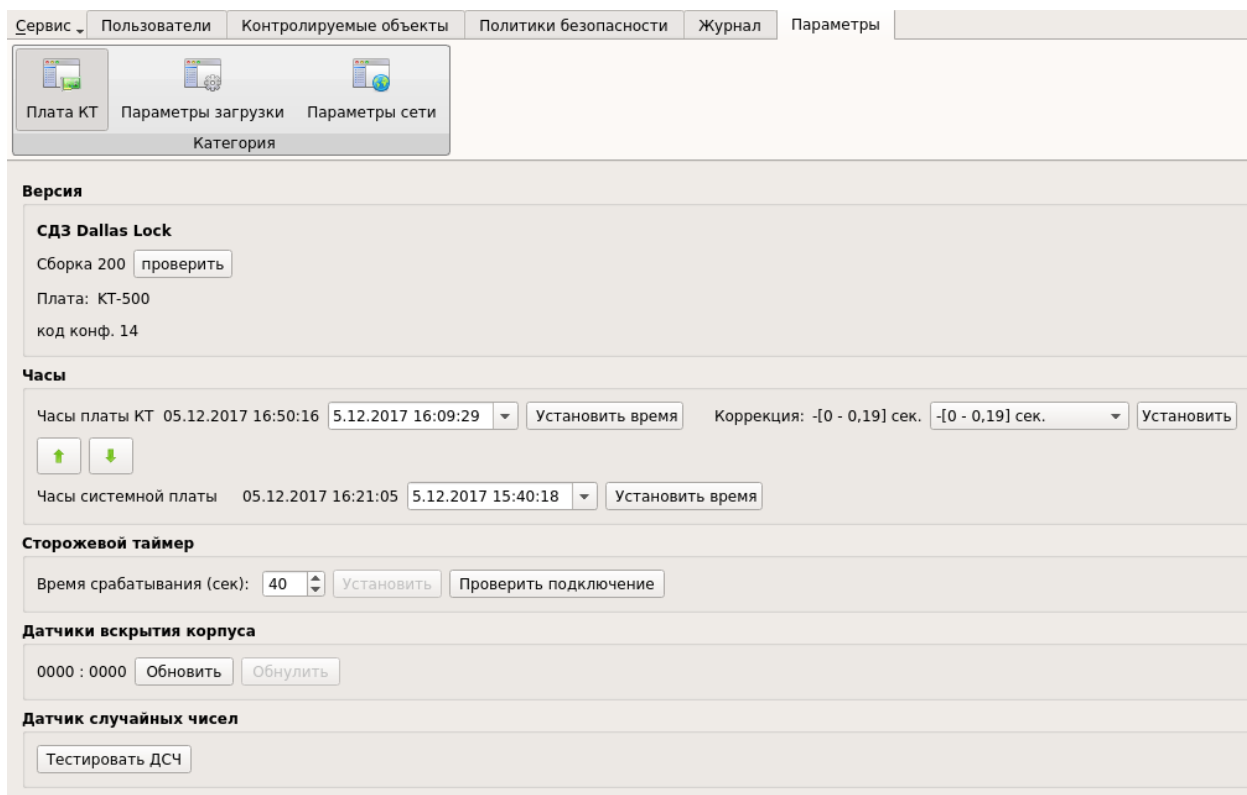 Сервис Пользователи Контролируемые объекты Политики безопасности Журнал Параметры
Плата КТ Параметры загрузки Параметры сети
Категория
Версия
СДЗ Dallas Lock
Сборка 200 проверить
Плата: КТ-500
код конф. 14
Часы
Часы платы КТ 05.12.2017 16:50:16 5.12.2017 16:09:29 Установить время Коррекция: -[0 - 0,19] сек. -[0 - 0,19] сек. Установить
Часы системной платы 05.12.2017 16:21:05 5.12.2017 15:40:18 Установить время
Сторожевой таймер
Время срабатывания (сек): 40 Установить Проверить подключение
Датчики вскрытия корпуса
0000 : 0000 Обновить Обнулить
Датчик случайных чисел
Тестировать ДСЧ